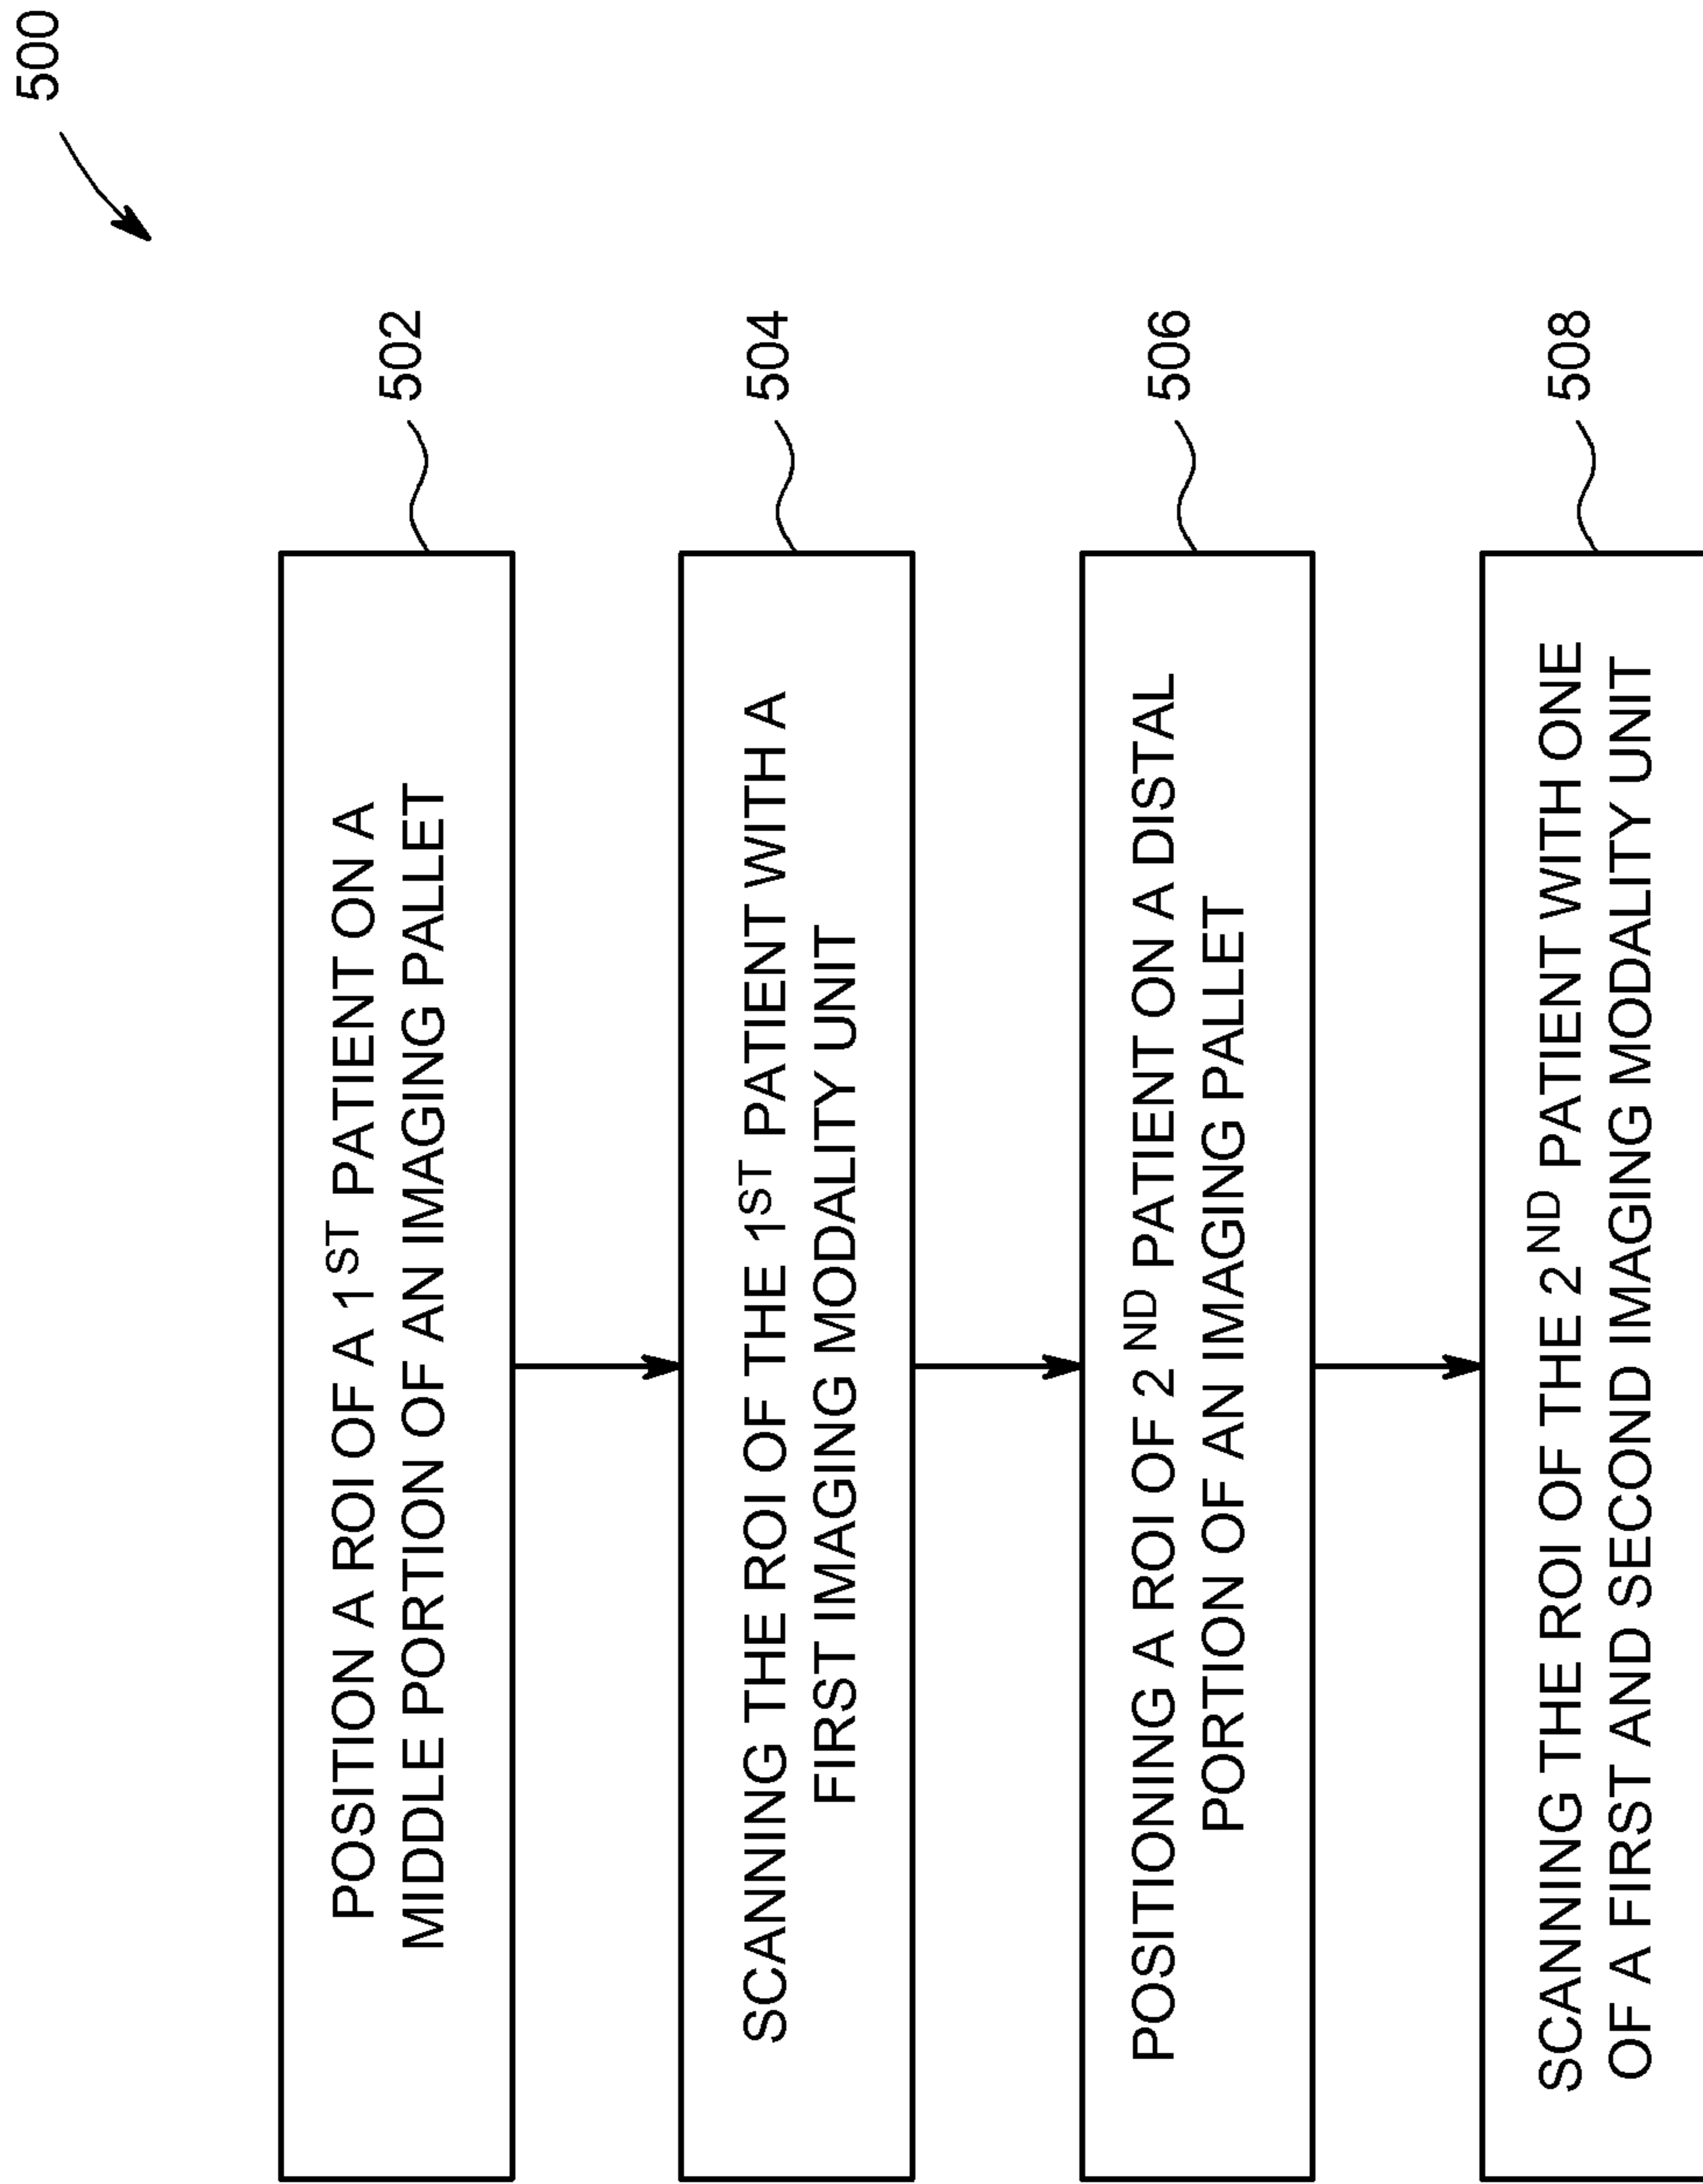 500
502
POSITION A ROI OF A 1ST PATIENT ON A
MIDDLE PORTION OF AN IMAGING PALLET
504
SCANNING THE ROI OF THE 1ST PATIENT WITH A
FIRST IMAGING MODALITY UNIT
506
POSITIONING A ROI OF 2ND PATIENT ON A DISTAL
PORTION OF AN IMAGING PALLET
508
SCANNING THE ROI OF THE 2ND PATIENT WITH ONE
OF A FIRST AND SECOND IMAGING MODALITY UNIT